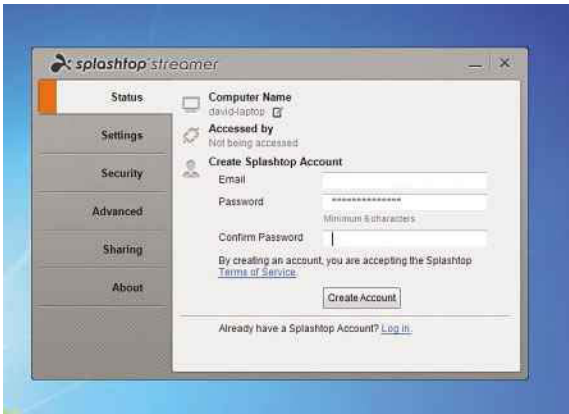 splashtop streamer
Status
Settings
Security
Advanced
Sharing
About
Computer Name
david-laptop
Accessed by
Not being accessed
Create Splashtop Account
Email
Password
**************
Minimum 6 characters
Confirm Password
By creating an account, you are accepting the Splashtop
Terms of Service.
Create Account
Already have a Splashtop Account? Log in.